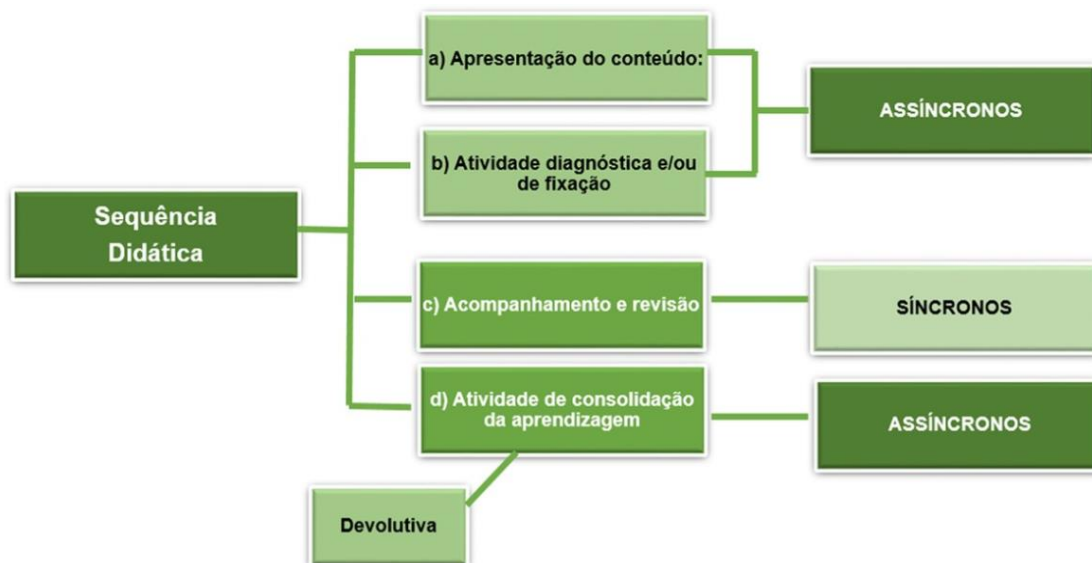 Sequência
Didática
a) Apresentação do conteúdo:
b) Atividade diagnóstica e/ou
de fixação
ASSÍNCRONOS
c) Acompanhamento e revisão
SÍNCRONOS
d) Atividade de consolidação
da aprendizagem
ASSÍNCRONOS
Devolutiva